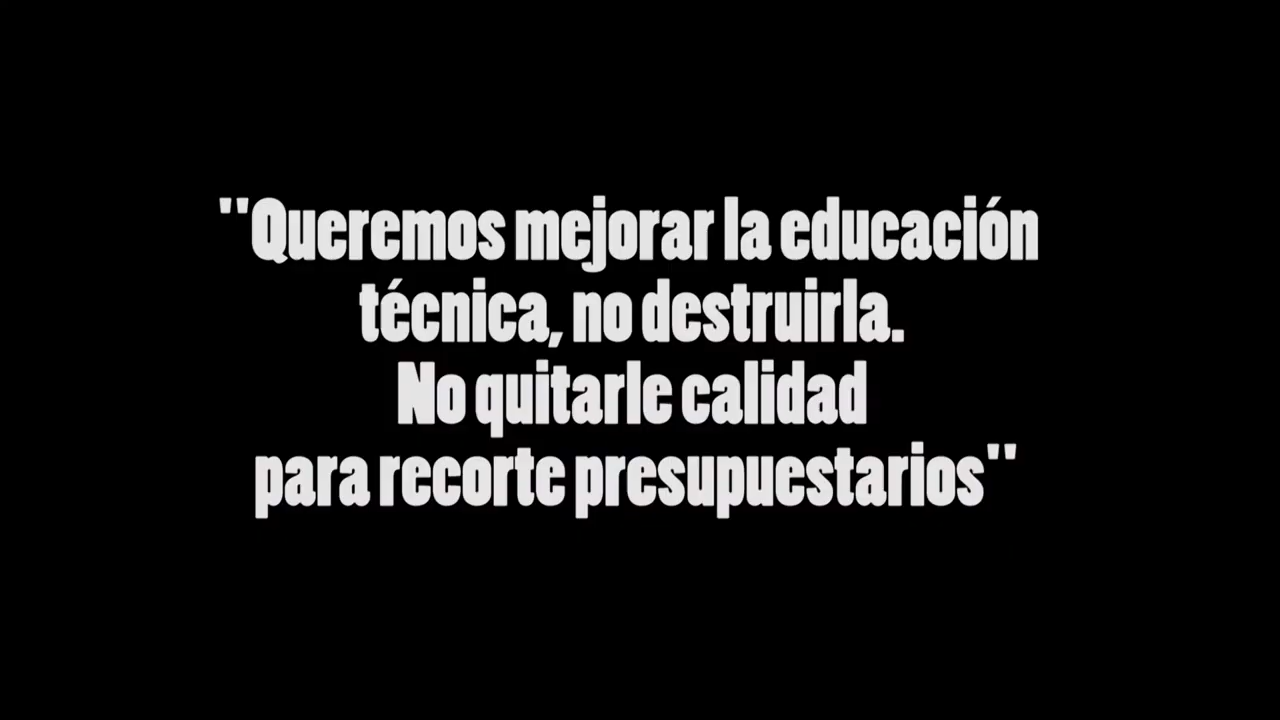 "Queremos mejorar la educación
técnica, no destruirla.
No quitarle calidad
para recorte presupuestarios"